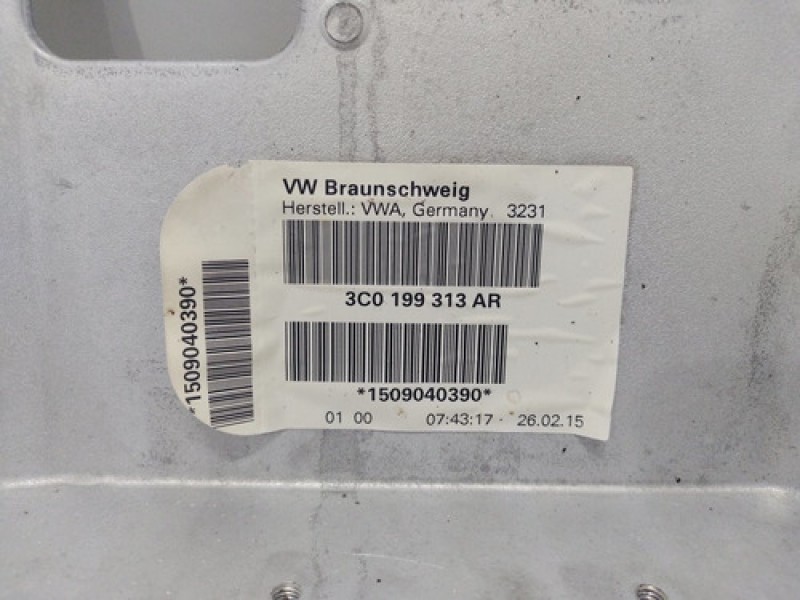 VW Braunschweig
Herstell.: VWA, Germany. 3231
3C0 199 313 AR
*1509040390*
*1509040390*
01 00 07:43:17 26.02.15